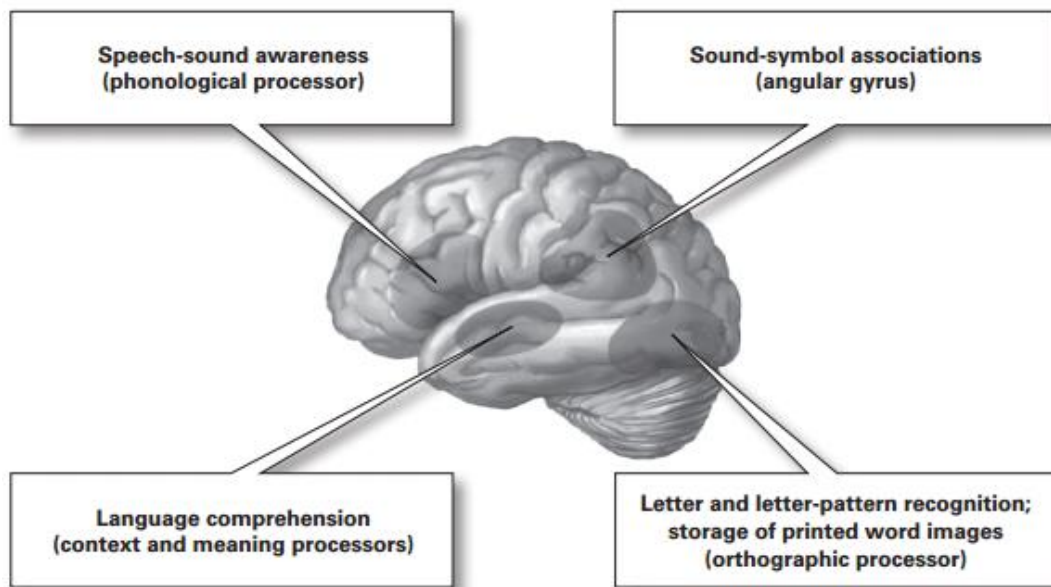 Speech-sound awareness
(phonological processor)
Sound-symbol associations
(angular gyrus)
Language comprehension
(context and meaning processors)
Letter and letter-pattern recognition;
storage of printed word images
(orthographic processor)